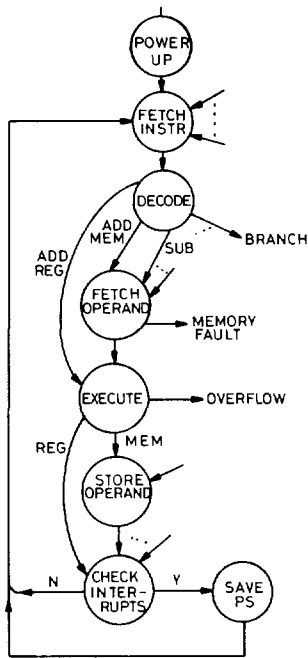 POWER
UP
FETCH
INSTR
DECODE
ADD
MEM
SUB
BRANCH
ADD
REG
FETCH
OPERAND
MEMORY
FAULT
EXECUTE
OVERFLOW
REG
MEM
STORE
OPERAND
N
CHECK
INTER-
RUPTS
Y
SAVE
PS